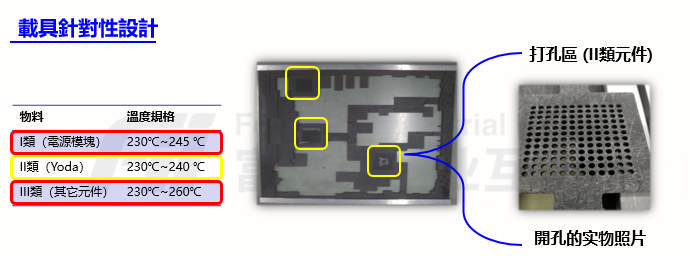 載具針對性設計
打孔區 (II類元件)
物料 溫度規格
I類（電源模塊） 230℃~245 ℃
II類（Yoda） 230℃~240 ℃
III類（其它元件） 230℃~260℃
開孔的实物照片